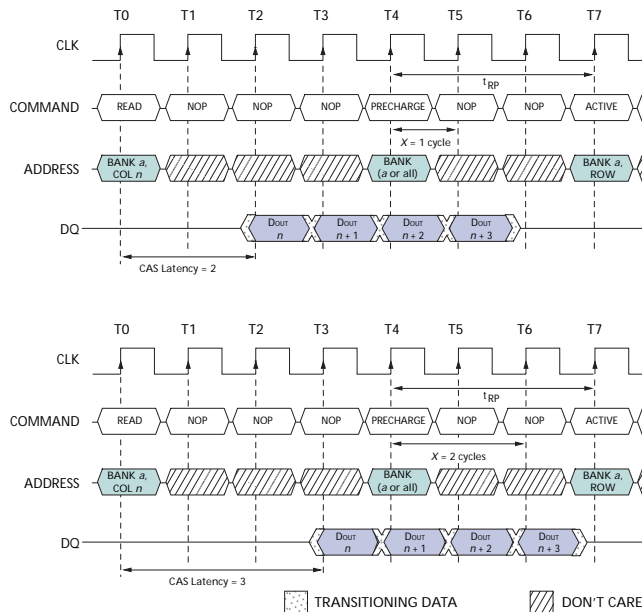 T0 T1 T2 T3 T4 T5 T6 T7
CLK
tRP
COMMAND READ NOP NOP NOP PRECHARGE NOP NOP ACTIVE
X = 1 cycle
ADDRESS BANK a, COL n BANK (a or all) BANK a, ROW
DQ DOUT n DOUT n + 1 DOUT n + 2 DOUT n + 3
CAS Latency = 2
T0 T1 T2 T3 T4 T5 T6 T7
CLK
tRP
COMMAND READ NOP NOP NOP PRECHARGE NOP NOP ACTIVE
X = 2 cycles
ADDRESS BANK a, COL n BANK (a or all) BANK a, ROW
DQ DOUT n DOUT n + 1 DOUT n + 2 DOUT n + 3
CAS Latency = 3
TRANSITIONING DATA DON'T CARE